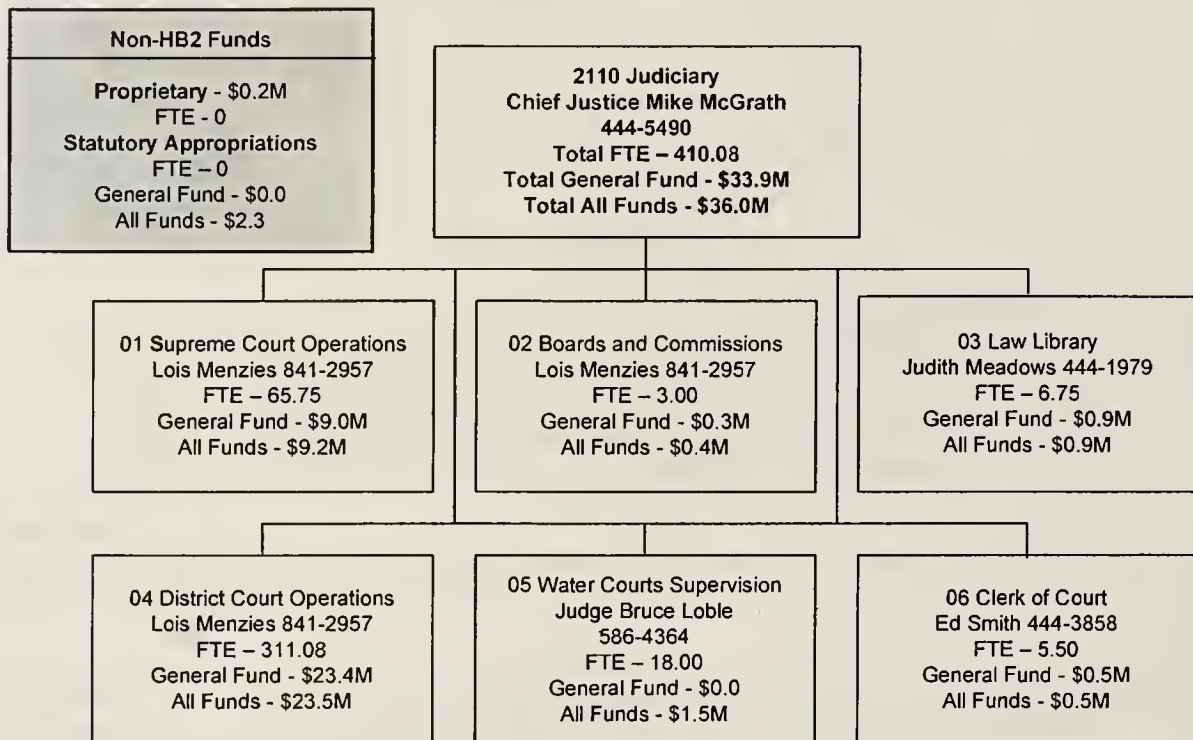 Non-HB2 Funds
Proprietary - $0.2M
FTE - 0
Statutory Appropriations
FTE – 0
General Fund - $0.0
All Funds - $2.3
2110 Judiciary
Chief Justice Mike McGrath
444-5490
Total FTE – 410.08
Total General Fund - $33.9M
Total All Funds - $36.0M
01 Supreme Court Operations
Lois Menzies 841-2957
FTE – 65.75
General Fund - $9.0M
All Funds - $9.2M
02 Boards and Commissions
Lois Menzies 841-2957
FTE – 3.00
General Fund - $0.3M
All Funds - $0.4M
03 Law Library
Judith Meadows 444-1979
FTE – 6.75
General Fund - $0.9M
All Funds - $0.9M
04 District Court Operations
Lois Menzies 841-2957
FTE – 311.08
General Fund - $23.4M
All Funds - $23.5M
05 Water Courts Supervision
Judge Bruce Loble
586-4364
FTE – 18.00
General Fund - $0.0
All Funds - $1.5M
06 Clerk of Court
Ed Smith 444-3858
FTE – 5.50
General Fund - $0.5M
All Funds - $0.5M